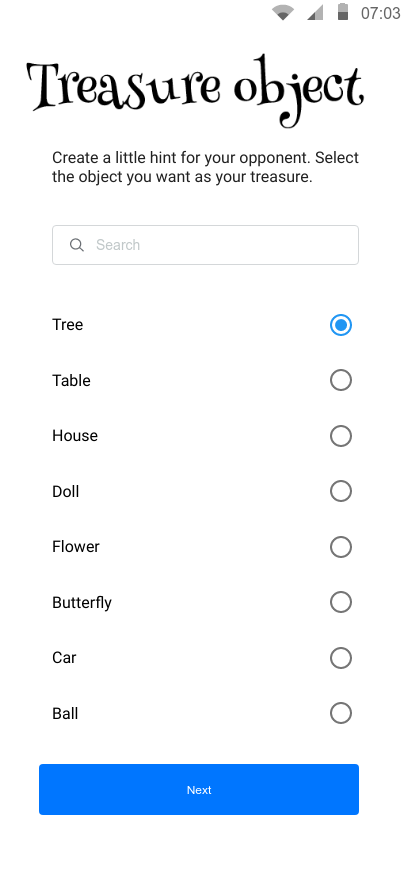 07:03
Treasure object
Create a little hint for your opponent. Select
the object you want as your treasure.
Search
Tree
Table
House
Doll
Flower
Butterfly
Car
Ball
Next